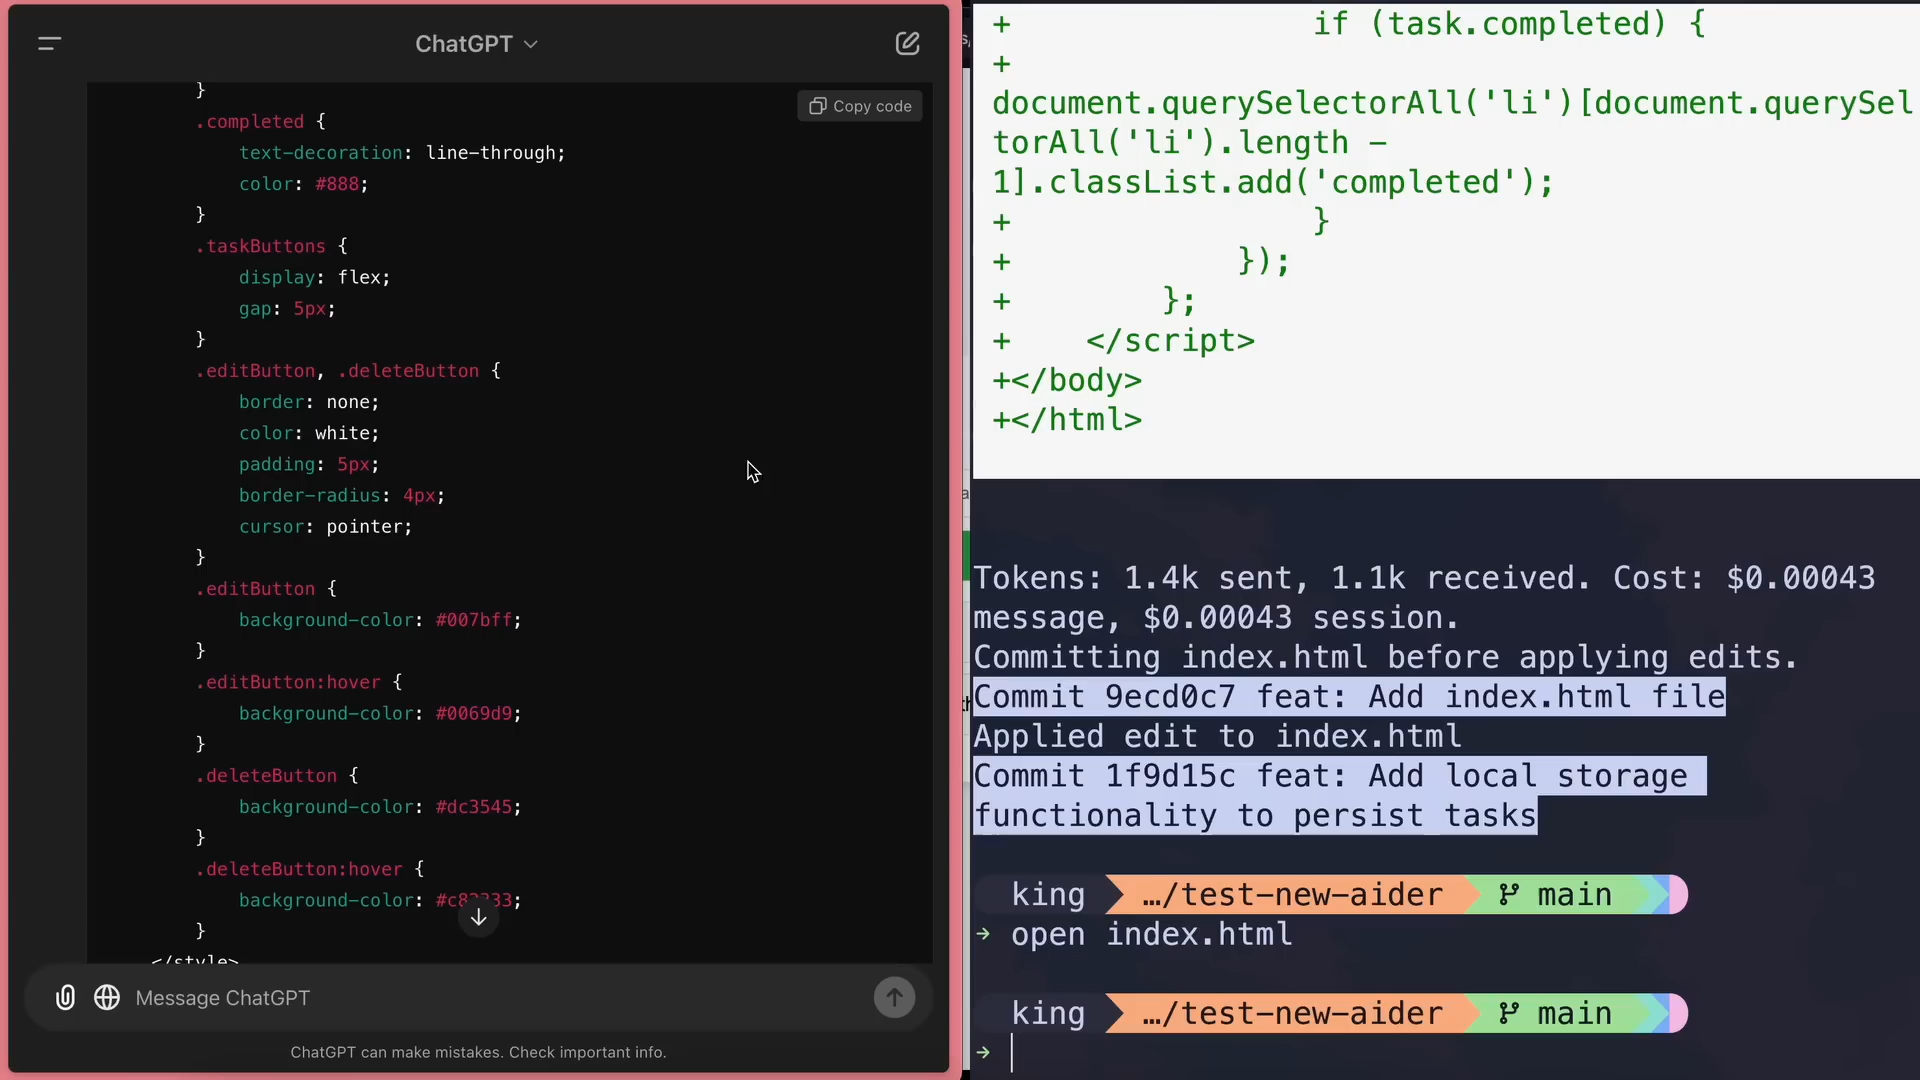 ChatGPT
Copy code
}
.completed {
text-decoration: line-through;
color: #888;
}
.taskButtons {
display: flex;
gap: 5px;
}
.editButton, .deleteButton {
border: none;
color: white;
padding: 5px;
border-radius: 4px;
cursor: pointer;
}
.editButton {
background-color: #007bff;
}
.editButton:hover {
background-color: #0069d9;
}
.deleteButton {
background-color: #dc3545;
}
.deleteButton:hover {
background-color:
}
</style>
Message ChatGPT
ChatGPT can make mistakes. Check important info.
+ if (task.completed) {
+
document.querySelectorAll('li')[document.querySel
torAll('li').length -
1].classList.add('completed');
+ }
+ });
+ };
+ </script>
+</body>
+</html>
Tokens: 1.4k sent, 1.1k received. Cost: $0.00043
message, $0.00043 session.
Committing index.html before applying edits.
Commit 9ecd0c7 feat: Add index.html file
Applied edit to index.html
Commit 1f9d15c feat: Add local storage
functionality to persist tasks
king …/test-new-aider main
→ open index.html
king …/test-new-aider main
→